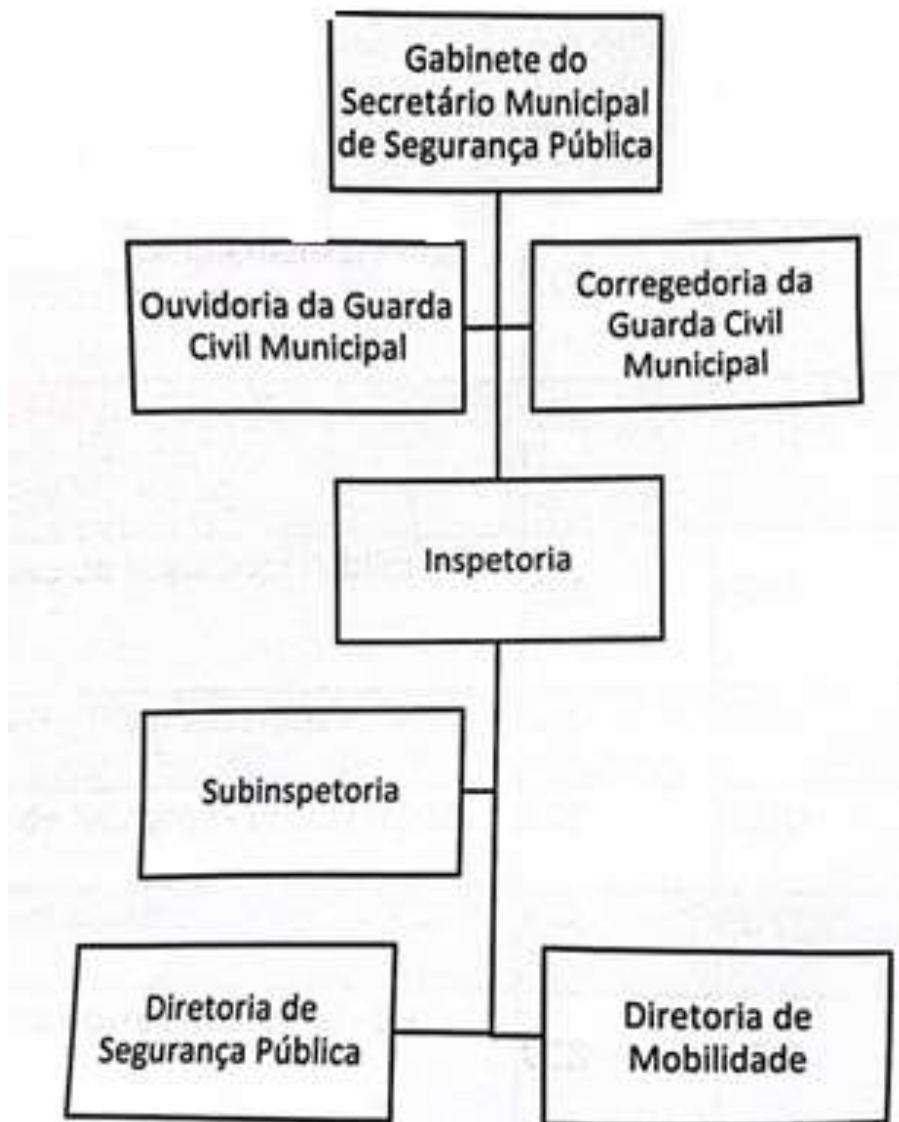 Gabinete do
Secretário Municipal
de Segurança Pública
Ouvidoria da Guarda
Civil Municipal
Corregedoria da
Guarda Civil
Municipal
Inspetoria
Subinspetoria
Diretoria de
Segurança Pública
Diretoria de
Mobilidade